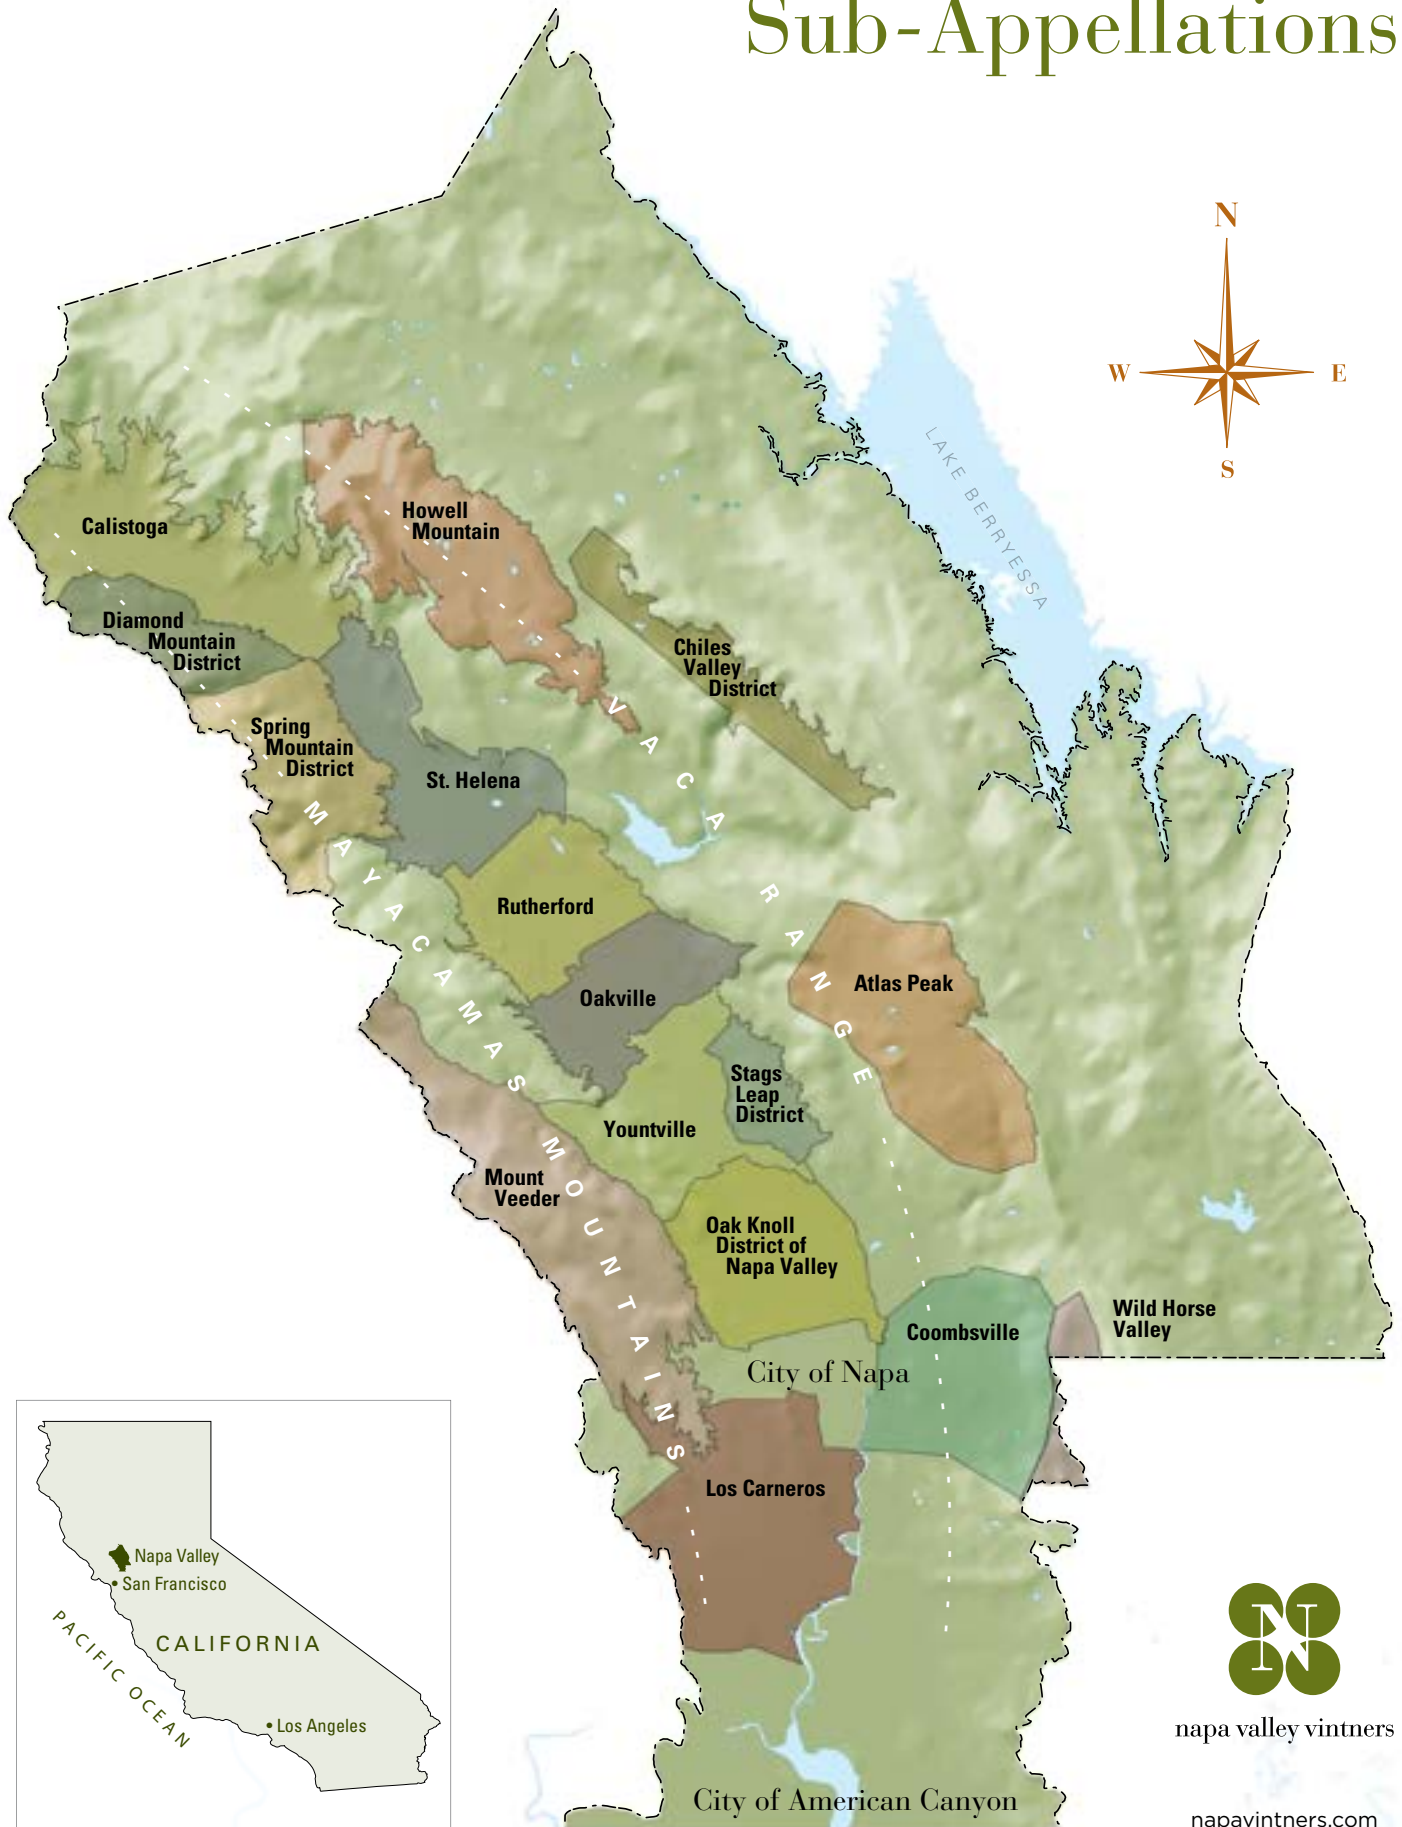 Sub-Appellations
N
W
E
S
LAKE BERRYESSA
Howell
Mountain
Calistoga
Diamond
Mountain
District
Chiles
Valley
District
Spring
Mountain
District
St. Helena
VACA RANGE
MAYACAMAS MOUNTAINS
Rutherford
Atlas Peak
Oakville
Stags
Leap
District
Yountville
Mount
Veeder
Oak Knoll
District of
Napa Valley
Wild Horse
Valley
Coombsville
City of Napa
Los Carneros
Napa Valley
San Francisco
CALIFORNIA
PACIFIC OCEAN
Los Angeles
N
napa valley vintners
City of American Canyon
napavintners.com